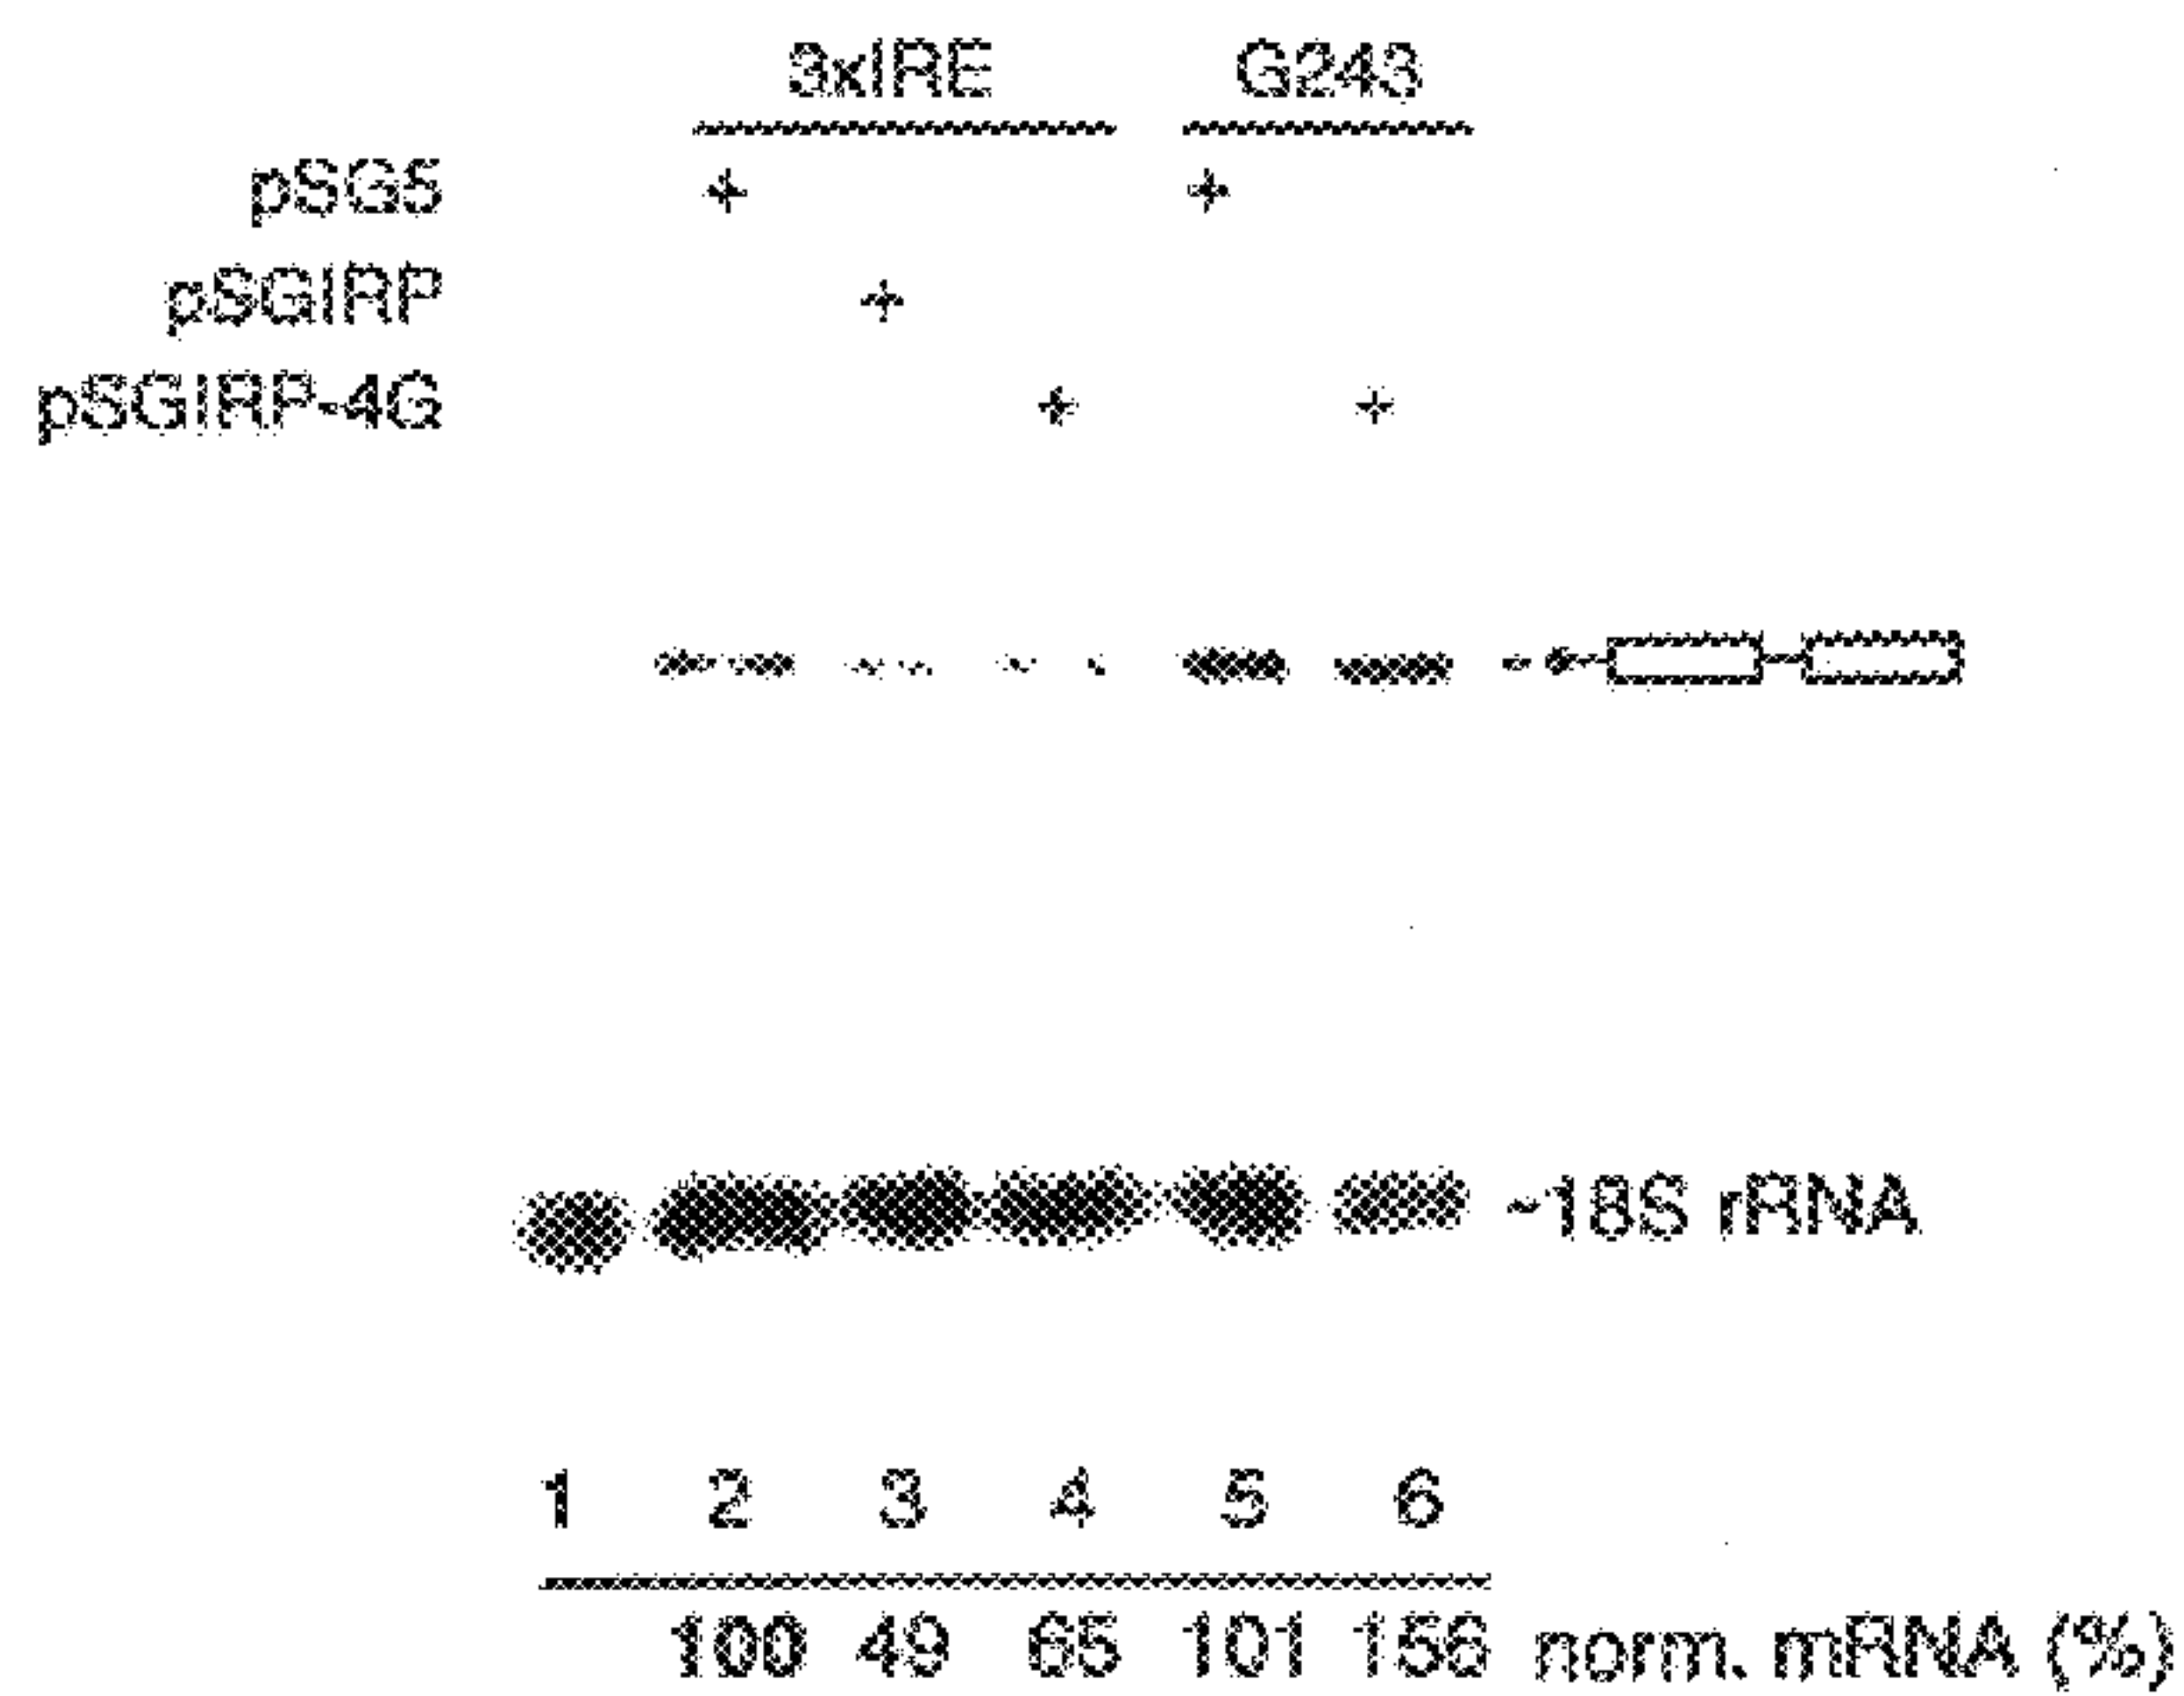 3xIRE G243
pSG5 + +
pSGIRP +
pSGIRP-4G + +
-18S rRNA
1 2 3 4 5 6
100 49 65 101 156 norm. mRNA (%)